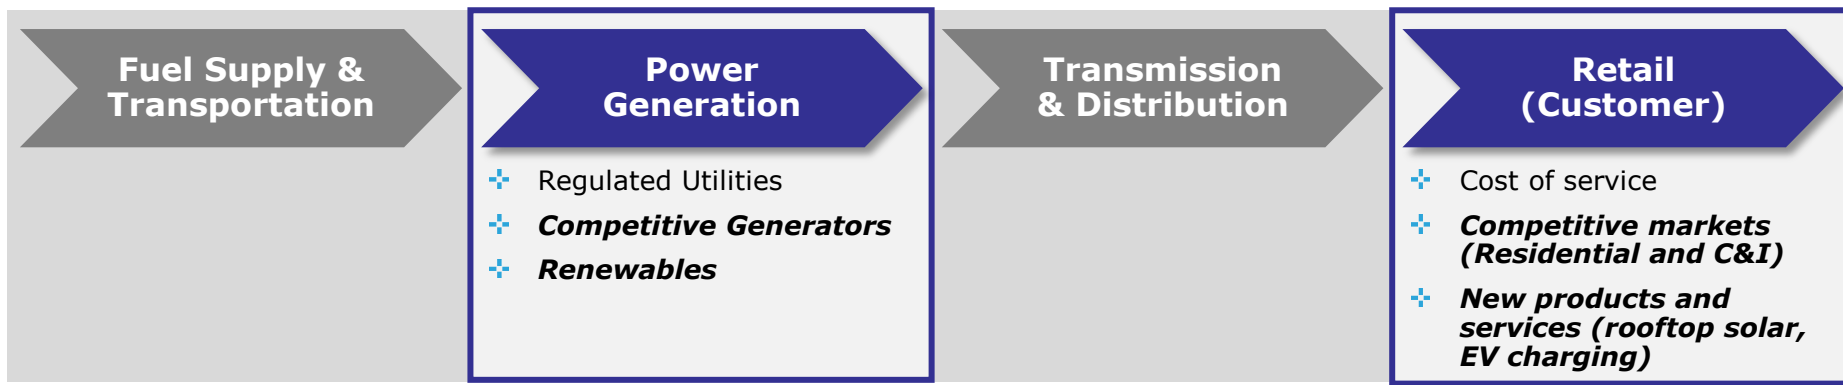 Fuel Supply &
Transportation
Power
Generation
Regulated Utilities
Competitive Generators
Renewables
Transmission
& Distribution
Retail
(Customer)
Cost of service
Competitive markets
(Residential and C&I)
New products and
services (rooftop solar,
EV charging)